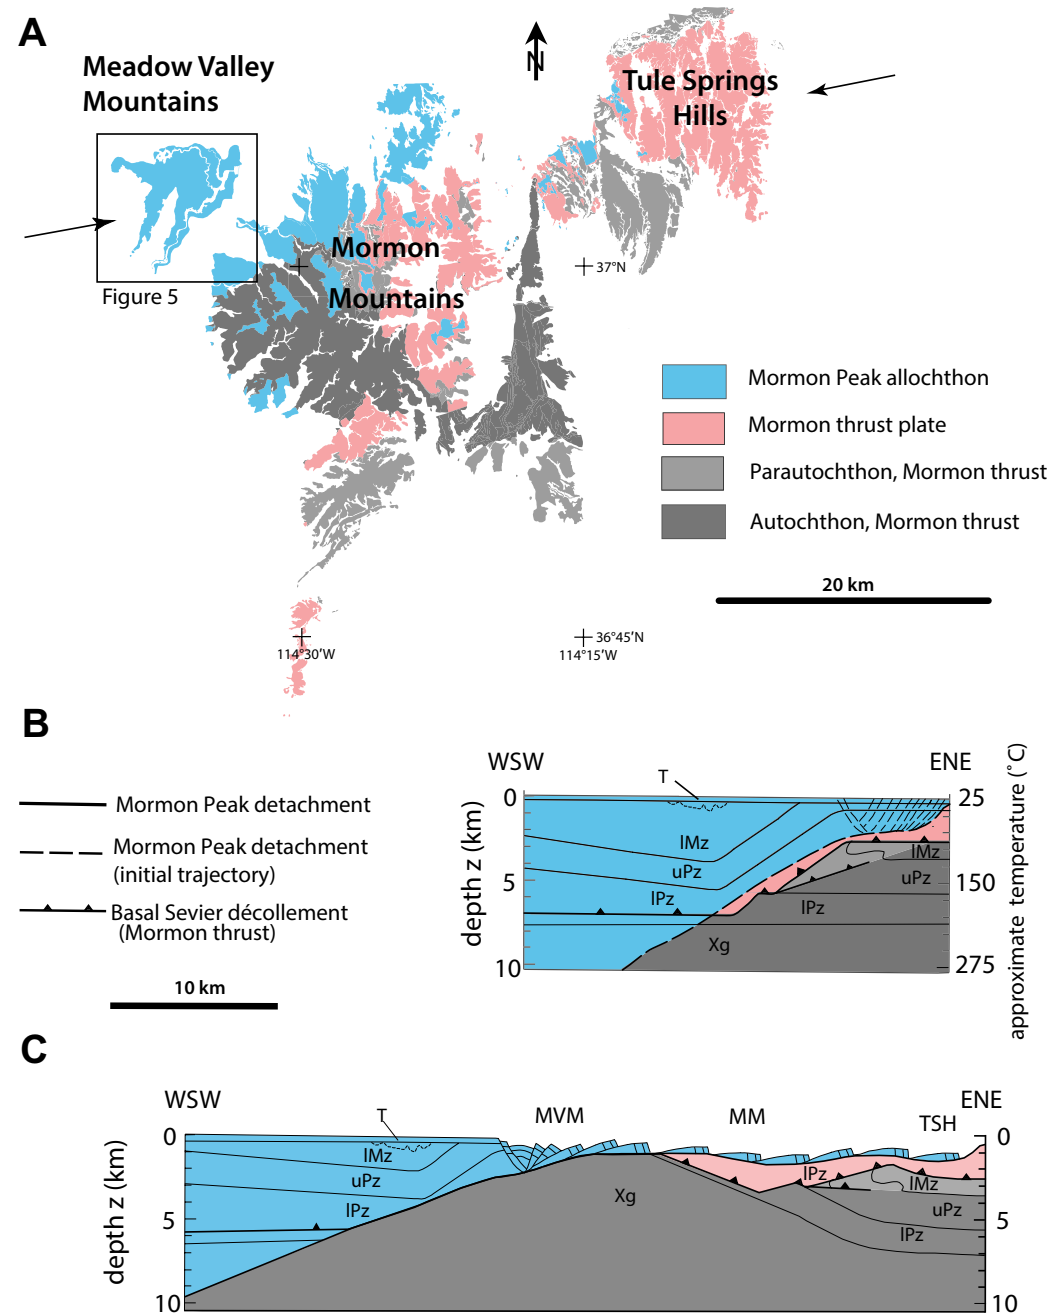 A
Meadow Valley
Mountains
N
Tule Springs
Hills
Mormon
Mountains
37°N
Figure 5
Mormon Peak allochthon
Mormon thrust plate
Parautochthon, Mormon thrust
Autochthon, Mormon thrust
20 km
36°45′N
114°30′W
114°15′W
B
Mormon Peak detachment
Mormon Peak detachment
(initial trajectory)
Basal Sevier décollement
(Mormon thrust)
10 km
WSW
ENE
T
0
25
lMz
lMz
uPz
uPz
5
150
lPz
lPz
Xg
10
275
depth z (km)
approximate temperature (˚C)
C
WSW
ENE
T
MVM
MM
TSH
0
0
lMz
uPz
lPz
lPz
lMz
Xg
uPz
lPz
5
5
10
10
depth z (km)